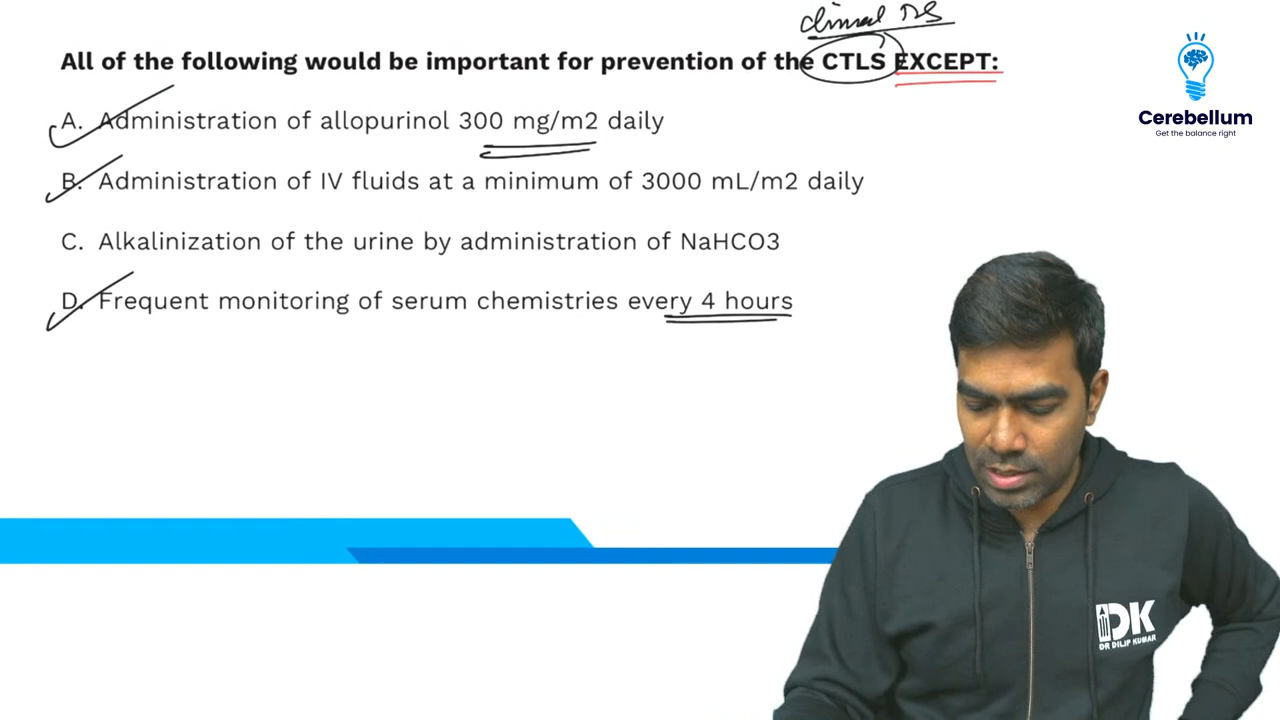 clinical TLS
All of the following would be important for prevention of the CTLS EXCEPT:
A. Administration of allopurinol 300 mg/m2 daily
B. Administration of IV fluids at a minimum of 3000 mL/m2 daily
C. Alkalinization of the urine by administration of NaHCO3
D. Frequent monitoring of serum chemistries every 4 hours
Cerebellum
Get the balance right
DK
DR DILIP KUMAR